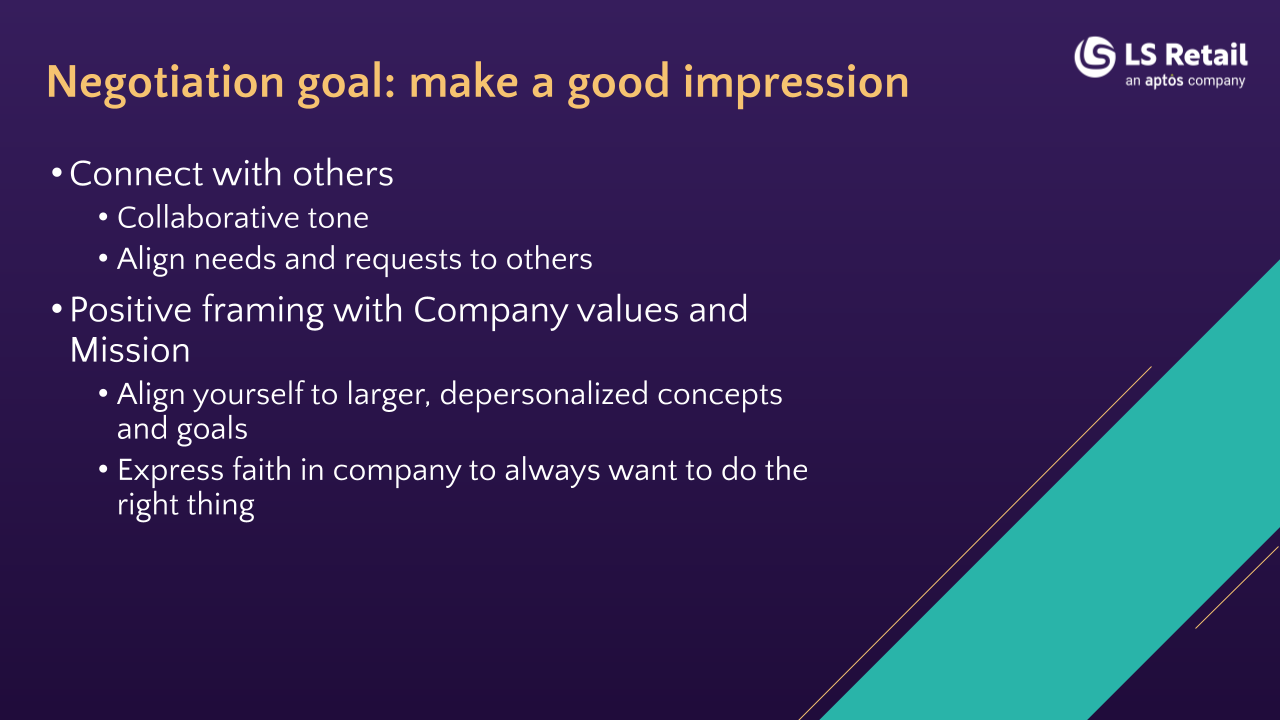 LS Retail
an aptos company
Negotiation goal: make a good impression
• Connect with others
• Collaborative tone
• Align needs and requests to others
• Positive framing with Company values and
Mission
• Align yourself to larger, depersonalized concepts
and goals
• Express faith in company to always want to do the
right thing